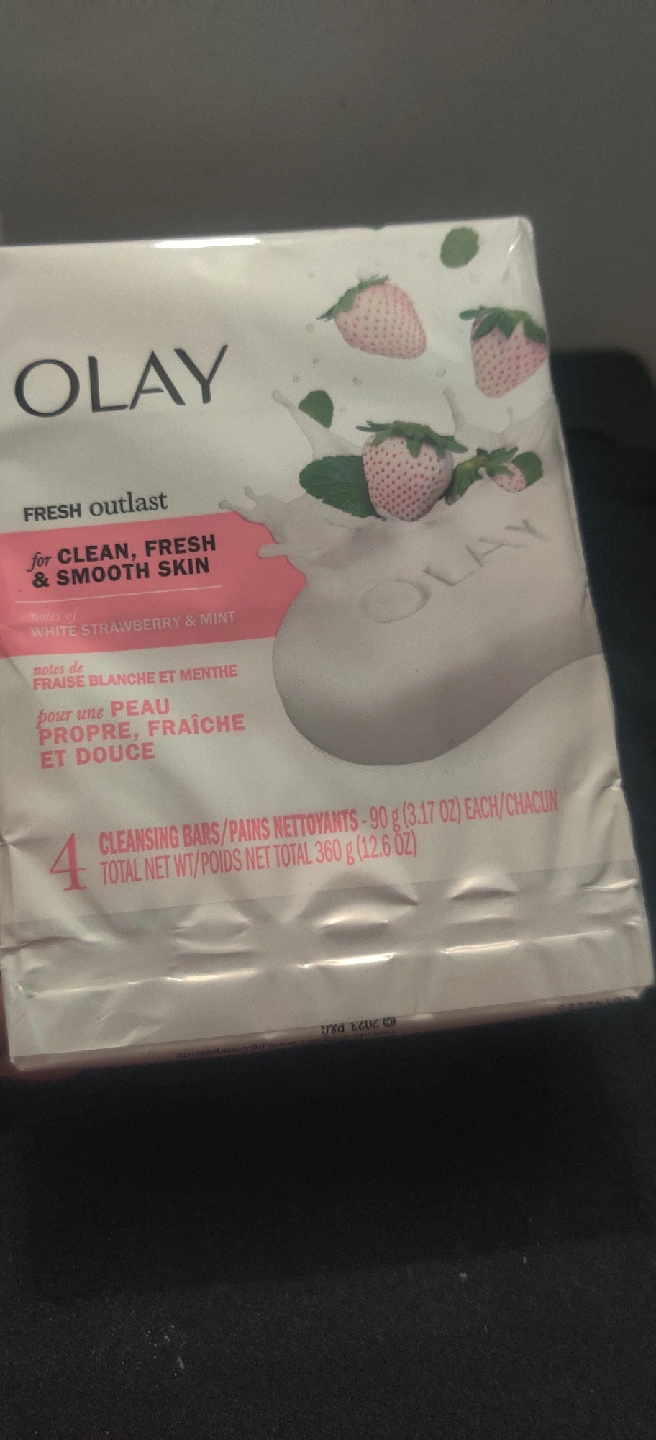 OLAY
FRESH outlast
for CLEAN, FRESH
& SMOOTH SKIN
notes of
WHITE STRAWBERRY & MINT
notes de
FRAISE BLANCHE ET MENTHE
pour une PEAU
PROPRE, FRAÎCHE
ET DOUCE
OLAY
4 CLEANSING BARS/PAINS NETTOYANTS - 90 g (3.17 OZ) EACH/CHACUN
TOTAL NET WT/POIDS NET TOTAL 360 g (12.6 OZ)
© 2023 P&G